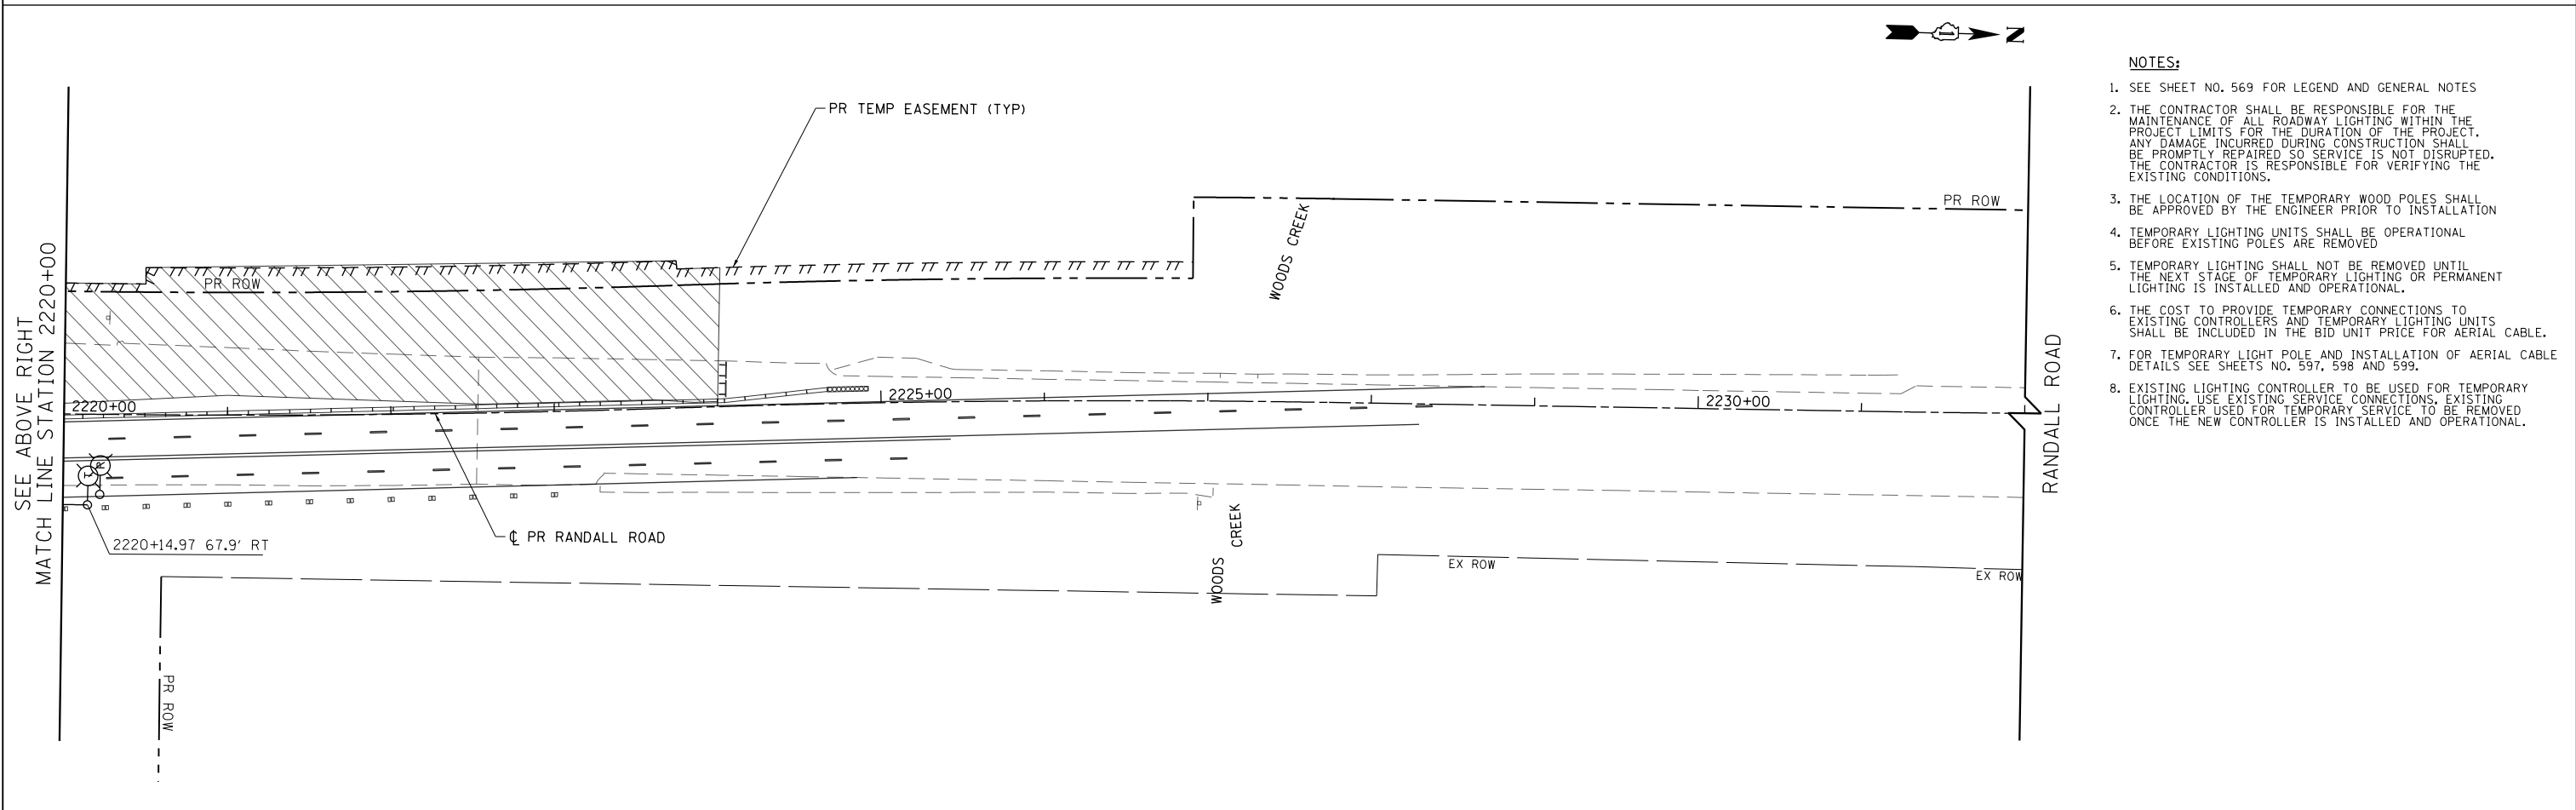 N
NOTES:
1. SEE SHEET NO. 569 FOR LEGEND AND GENERAL NOTES
2. THE CONTRACTOR SHALL BE RESPONSIBLE FOR THE
MAINTENANCE OF ALL ROADWAY LIGHTING WITHIN THE
PROJECT LIMITS FOR THE DURATION OF THE PROJECT.
ANY DAMAGE INCURRED DURING CONSTRUCTION SHALL
BE PROMPTLY REPAIRED SO SERVICE IS NOT DISRUPTED.
THE CONTRACTOR IS RESPONSIBLE FOR VERIFYING THE
EXISTING CONDITIONS.
3. THE LOCATION OF THE TEMPORARY WOOD POLES SHALL
BE APPROVED BY THE ENGINEER PRIOR TO INSTALLATION
4. TEMPORARY LIGHTING UNITS SHALL BE OPERATIONAL
BEFORE EXISTING POLES ARE REMOVED
5. TEMPORARY LIGHTING SHALL NOT BE REMOVED UNTIL
THE NEXT STAGE OF TEMPORARY LIGHTING OR PERMANENT
LIGHTING IS INSTALLED AND OPERATIONAL.
6. THE COST TO PROVIDE TEMPORARY CONNECTIONS TO
EXISTING CONTROLLERS AND TEMPORARY LIGHTING UNITS
SHALL BE INCLUDED IN THE BID UNIT PRICE FOR AERIAL CABLE.
7. FOR TEMPORARY LIGHT POLE AND INSTALLATION OF AERIAL CABLE
DETAILS SEE SHEETS NO. 597, 598 AND 599.
8. EXISTING LIGHTING CONTROLLER TO BE USED FOR TEMPORARY
LIGHTING. USE EXISTING SERVICE CONNECTIONS. EXISTING
CONTROLLER USED FOR TEMPORARY SERVICE TO BE REMOVED
ONCE THE NEW CONTROLLER IS INSTALLED AND OPERATIONAL.
PR TEMP EASEMENT (TYP)
PR ROW
WOODS CREEK
PR ROW
SEE ABOVE RIGHT
MATCH LINE STATION 2220+00
RANDALL ROAD
2220+00
2225+00
2230+00
T
R
2220+14.97 67.9' RT
℄ PR RANDALL ROAD
WOODS
CREEK
EX ROW
EX ROW
PR ROW